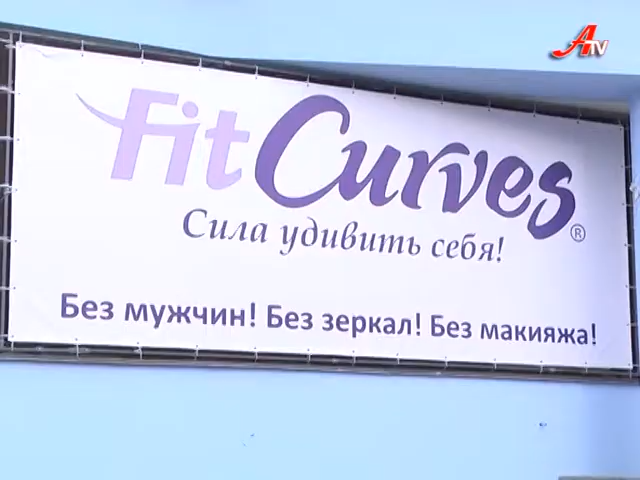 ATV
FitCurves®
Сила удивить себя!
Без мужчин! Без зеркал! Без макияжа!